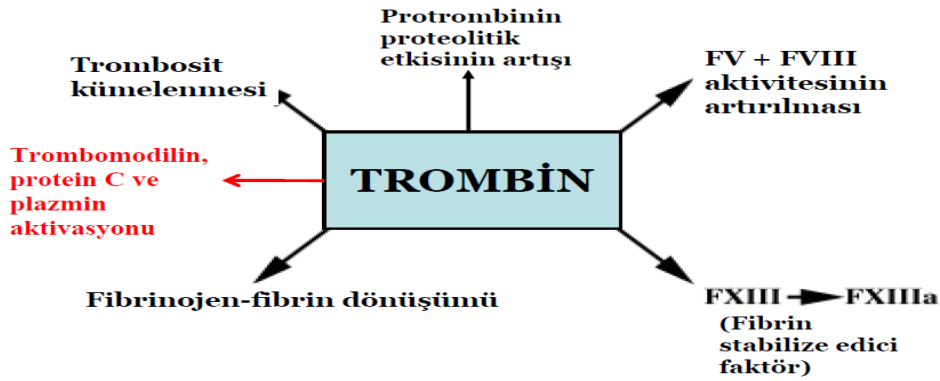 Protrombinin
proteolitik
etkisinin artışı
Trombosit
kümelenmesi
FV + FVIII
aktivitesinin
artırılması
Trombomodilin,
protein C ve
plazmin
aktivasyonu
TROMBİN
Fibrinojen-fibrin dönüşümü
FXIII FXIIIa
(Fibrin
stabilize edici
faktör)